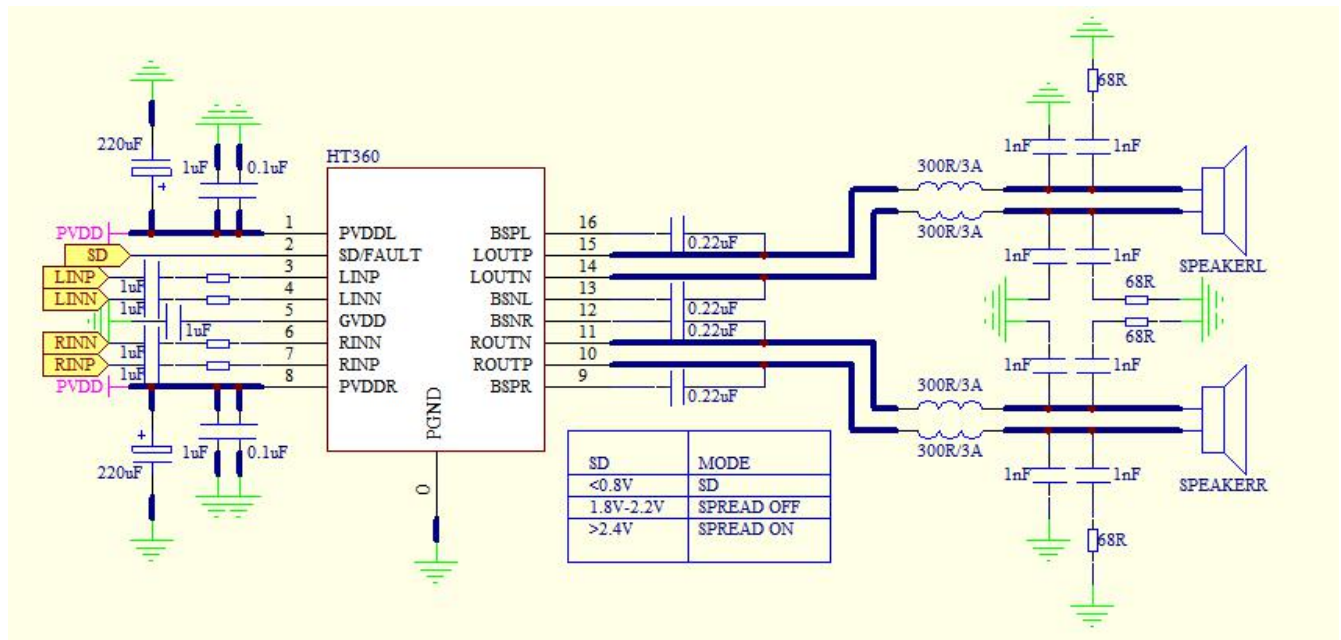 68R
1nF
1nF
220uF
1uF
0.1uF
HT360
300R/3A
PVDD
1
PVDDL
BSPL
16
0.22uF
SD
2
SD/FAULT
LOUTP
15
LINP
3
LINP
LOUTN
14
300R/3A
1uF
LINN
4
LINN
BSNL
13
0.22uF
1nF
1nF
SPEAKERL
1uF
5
GVDD
BSNR
12
0.22uF
68R
1uF
RINN
6
RINN
ROUTN
11
68R
1uF
RINP
7
RINP
ROUTP
10
1nF
1nF
1uF
PVDD
8
PVDDR
BSPR
9
0.22uF
300R/3A
PGND
220uF
1uF
0.1uF
300R/3A
0
1nF
1nF
SPEAKERR
SD MODE
<0.8V SD
1.8V-2.2V SPREAD OFF
>2.4V SPREAD ON
68R